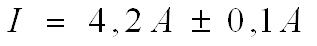 I = 4,2 A ± 0,1 A